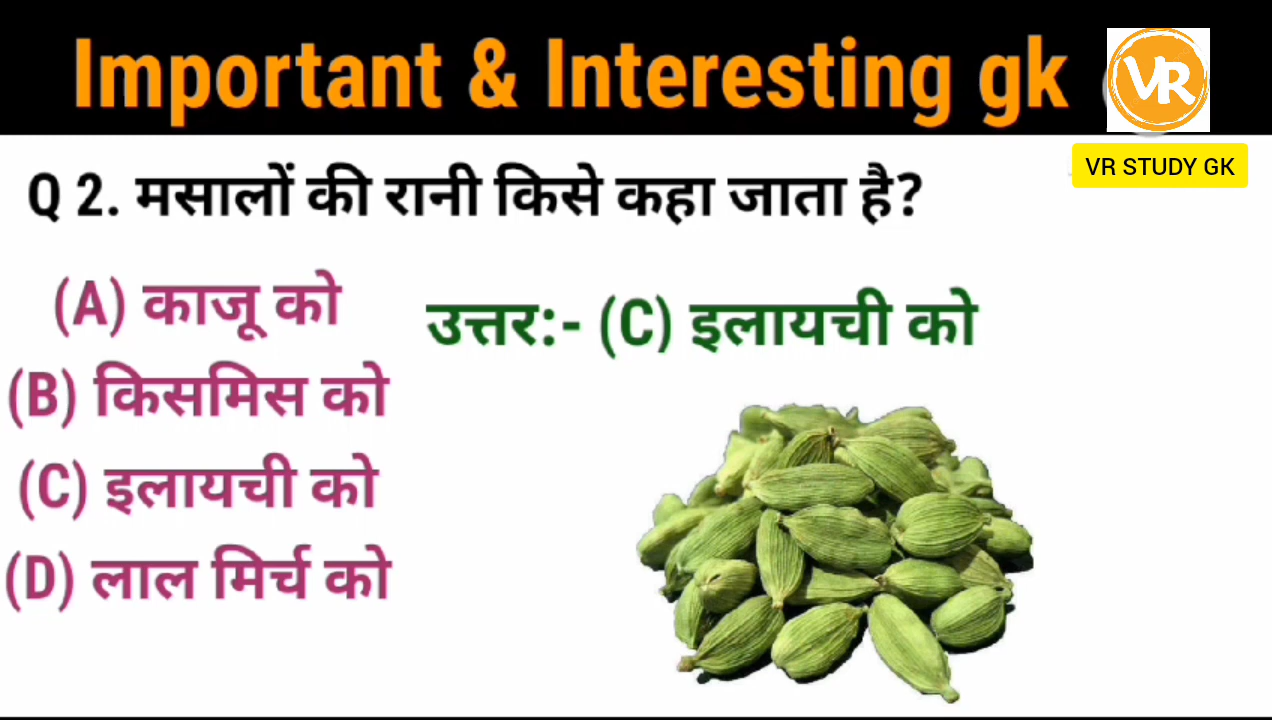 Important & Interesting gk
VR
VR STUDY GK
Q 2. मसालों की रानी किसे कहा जाता है?
(A) काजू को
उत्तर:- (C) इलायची को
(B) किसमिस को
(C) इलायची को
(D) लाल मिर्च को